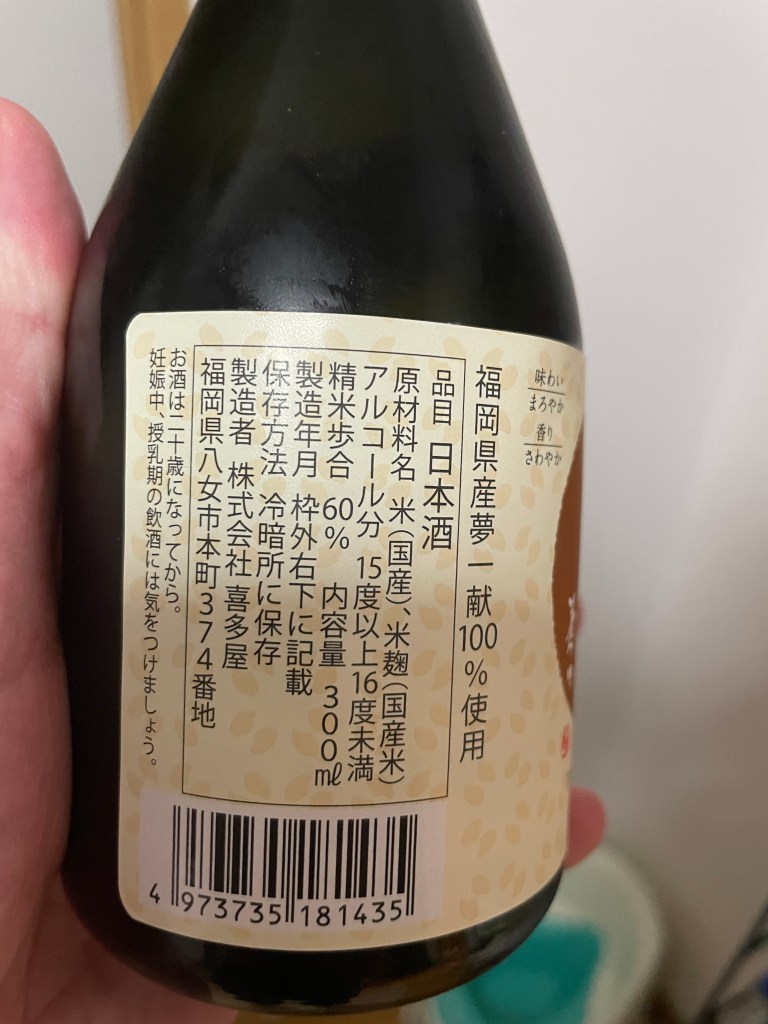 味わい
まろやか
香り
さわやか
福岡県産夢一献100%使用
品目 日本酒
原材料名 米(国産)、米麹(国産米)
アルコール分 15度以上16度未満
精米歩合 60% 内容量 300㎖
製造年月 枠外右下に記載
保存方法 冷暗所に保存
製造者 株式会社 喜多屋
福岡県八女市本町374番地
お酒は二十歳になってから。
妊娠中、授乳期の飲酒には気をつけましょう。
4 973735 181435